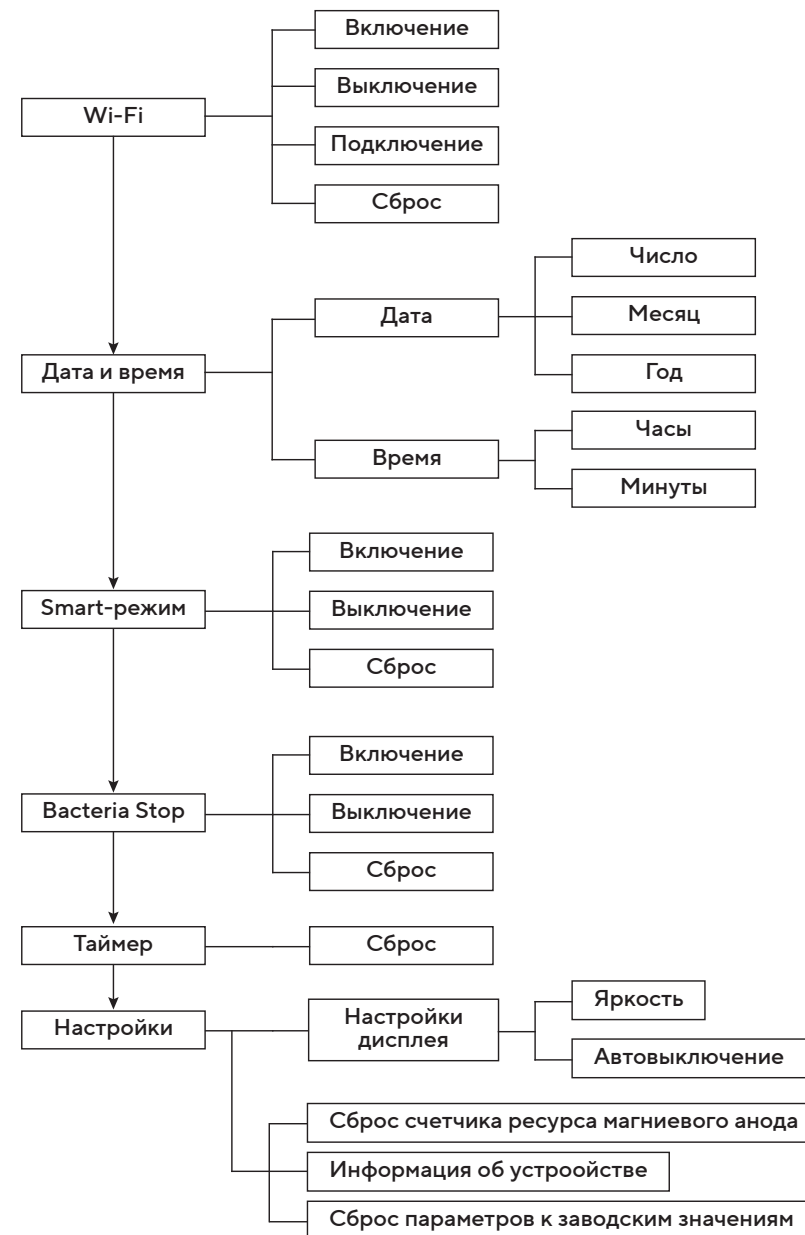 Wi-Fi
Включение
Выключение
Подключение
Сброс
Дата и время
Дата
Число
Месяц
Год
Время
Часы
Минуты
Smart-режим
Включение
Выключение
Сброс
Bacteria Stop
Включение
Выключение
Сброс
Таймер
Сброс
Настройки
Настройки
дисплея
Яркость
Автовыключение
Сброс счетчика ресурса магниевого анода
Информация об устроойстве
Сброс параметров к заводским значениям